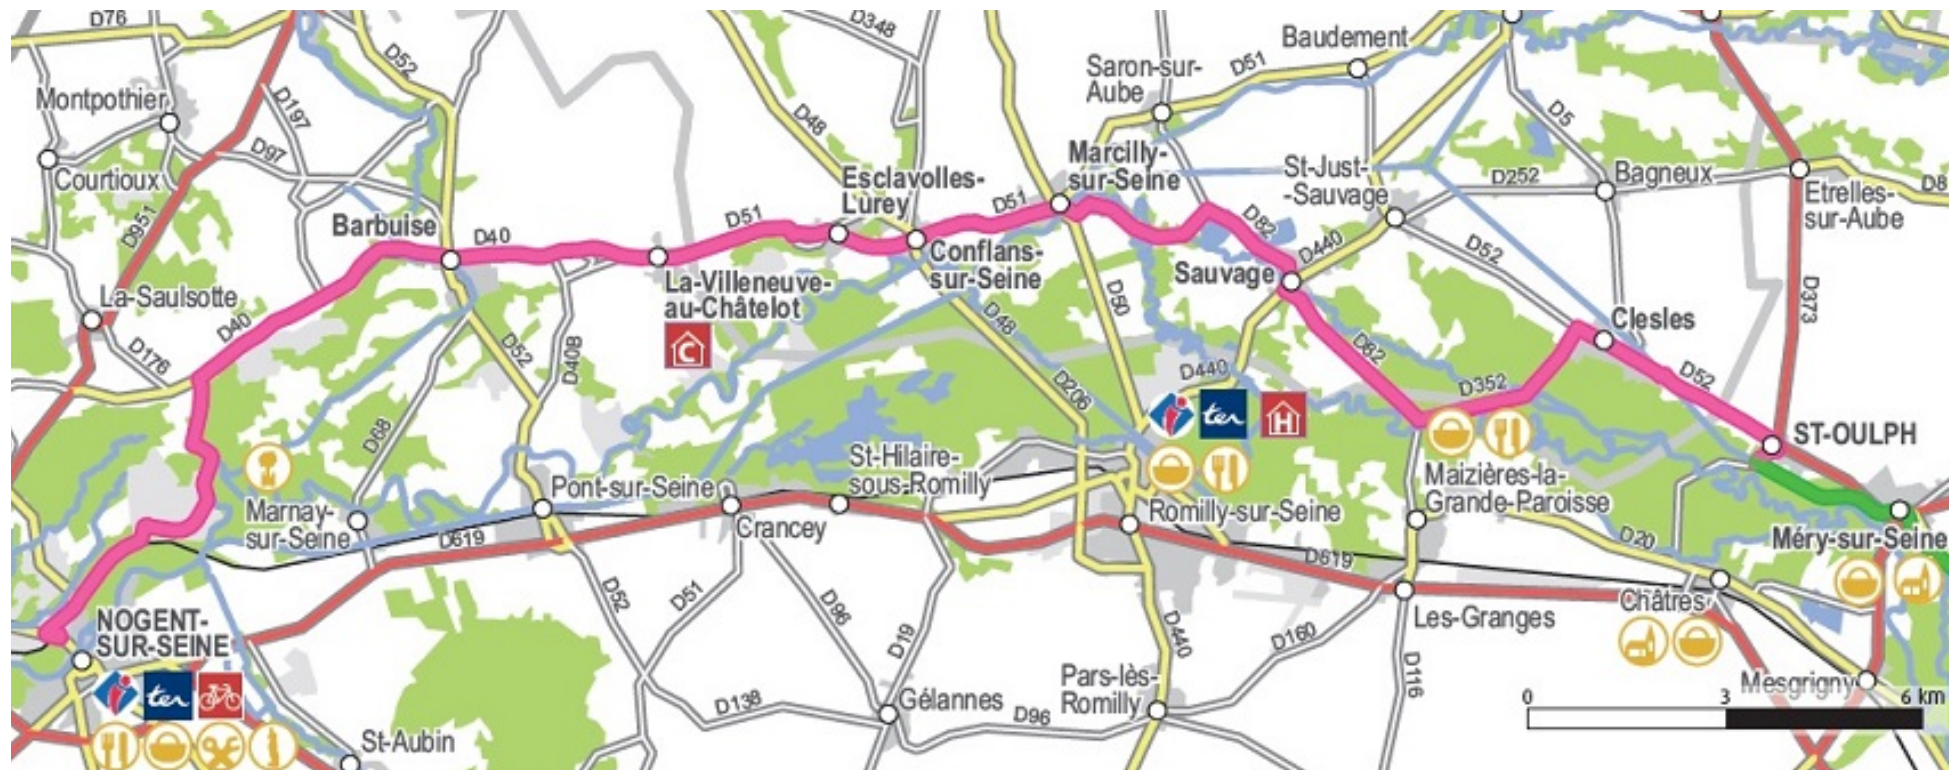 D76
D348
Baudement
D52
Saron-sur-
Aube
D51
Montpothier
D197
D48
D5
D97
Marcilly-
sur-Seine
Courtioux
Esclavolles-
Lurey
St-Just-
-Sauvage
D252
Bagneux
D8
D951
Barbuise
D40
D51
D51
D82
Etrelles-
sur-Aube
Conflans-
sur-Seine
D440
D52
Sauvage
La-Saulsotte
La-Villeneuve-
au-Châtelot
D50
D373
D40
C
D48
Clesles
D176
D52
D408
D82
D440
D352
D52
D206
ter
H
D68
ST-OULPH
St-Hilaire-
sous-Romilly
Maizières-la-
Grande-Paroisse
Pont-sur-Seine
Marnay-
sur-Seine
Crancey
Romilly-sur-Seine
D619
D619
D20
Méry-sur-Seine
NOGENT-
SUR-SEINE
D52
D51
D96
D19
D440
D160
Les-Granges
Châtres
D116
ter
Pars-lès-
Romilly
Mesgrigny
D138
Gélannes
D96
0 3 6 km
St-Aubin